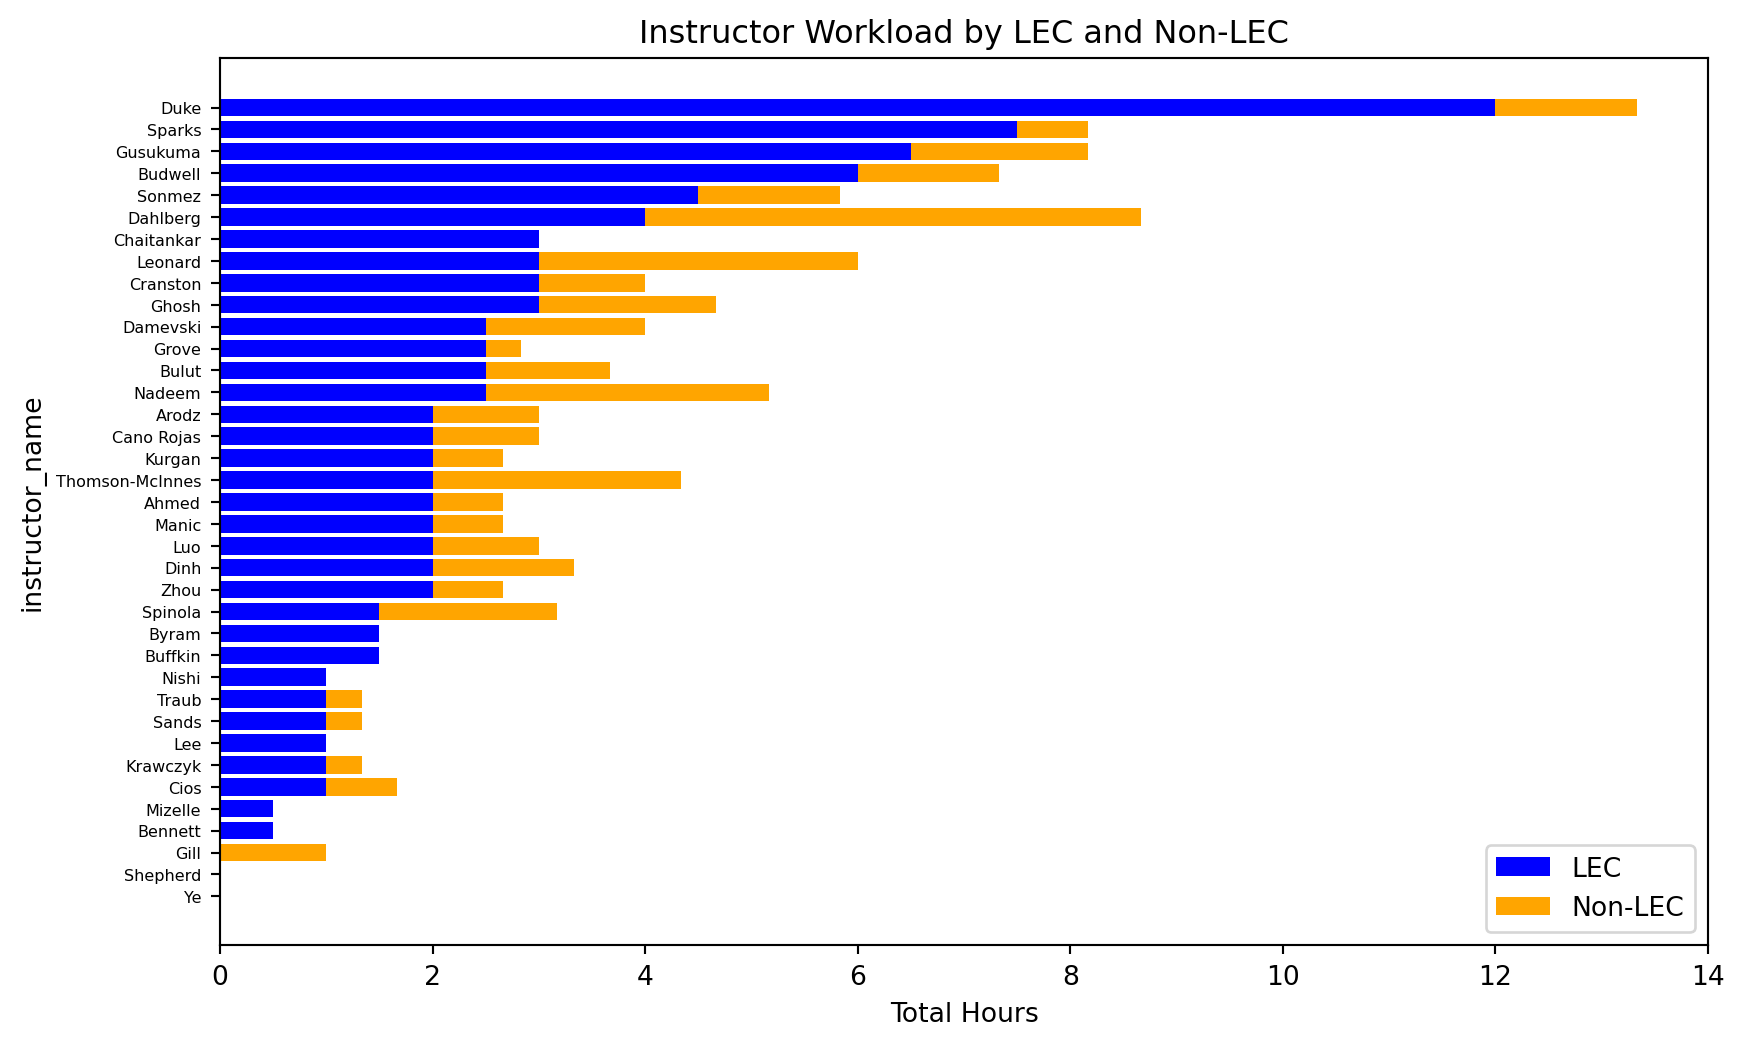 Instructor Workload by LEC and Non-LEC
instructor_name
Duke
Sparks
Gusukuma
Budwell
Sonmez
Dahlberg
Chaitankar
Leonard
Cranston
Ghosh
Damevski
Grove
Bulut
Nadeem
Arodz
Cano Rojas
Kurgan
Thomson-McInnes
Ahmed
Manic
Luo
Dinh
Zhou
Spinola
Byram
Buffkin
Nishi
Traub
Sands
Lee
Krawczyk
Cios
Mizelle
Bennett
Gill
Shepherd
Ye
LEC
Non-LEC
0 2 4 6 8 10 12 14
Total Hours